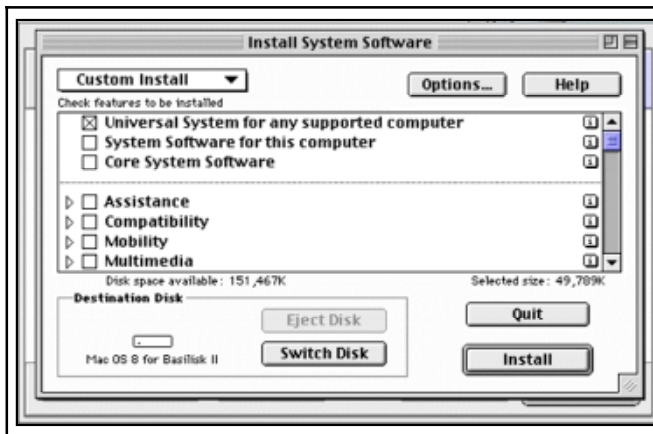 Install System Software
Custom Install
Options...
Help
Check features to be installed
Universal System for any supported computer
System Software for this computer
Core System Software
Assistance
Compatibility
Mobility
Multimedia
Disk space available: 151,467K
Selected size: 49,789K
Destination Disk
Eject Disk
Quit
Mac OS 8 for Basilisk II
Switch Disk
Install